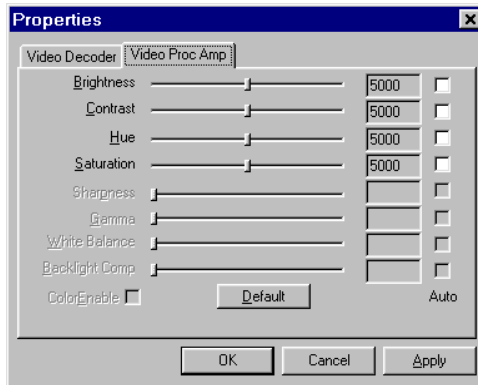 Properties
Video Decoder Video Proc Amp
Brightness 5000
Contrast 5000
Hue 5000
Saturation 5000
Sharpness
Gamma
White Balance
Backlight Comp
ColorEnable Default Auto
OK Cancel Apply